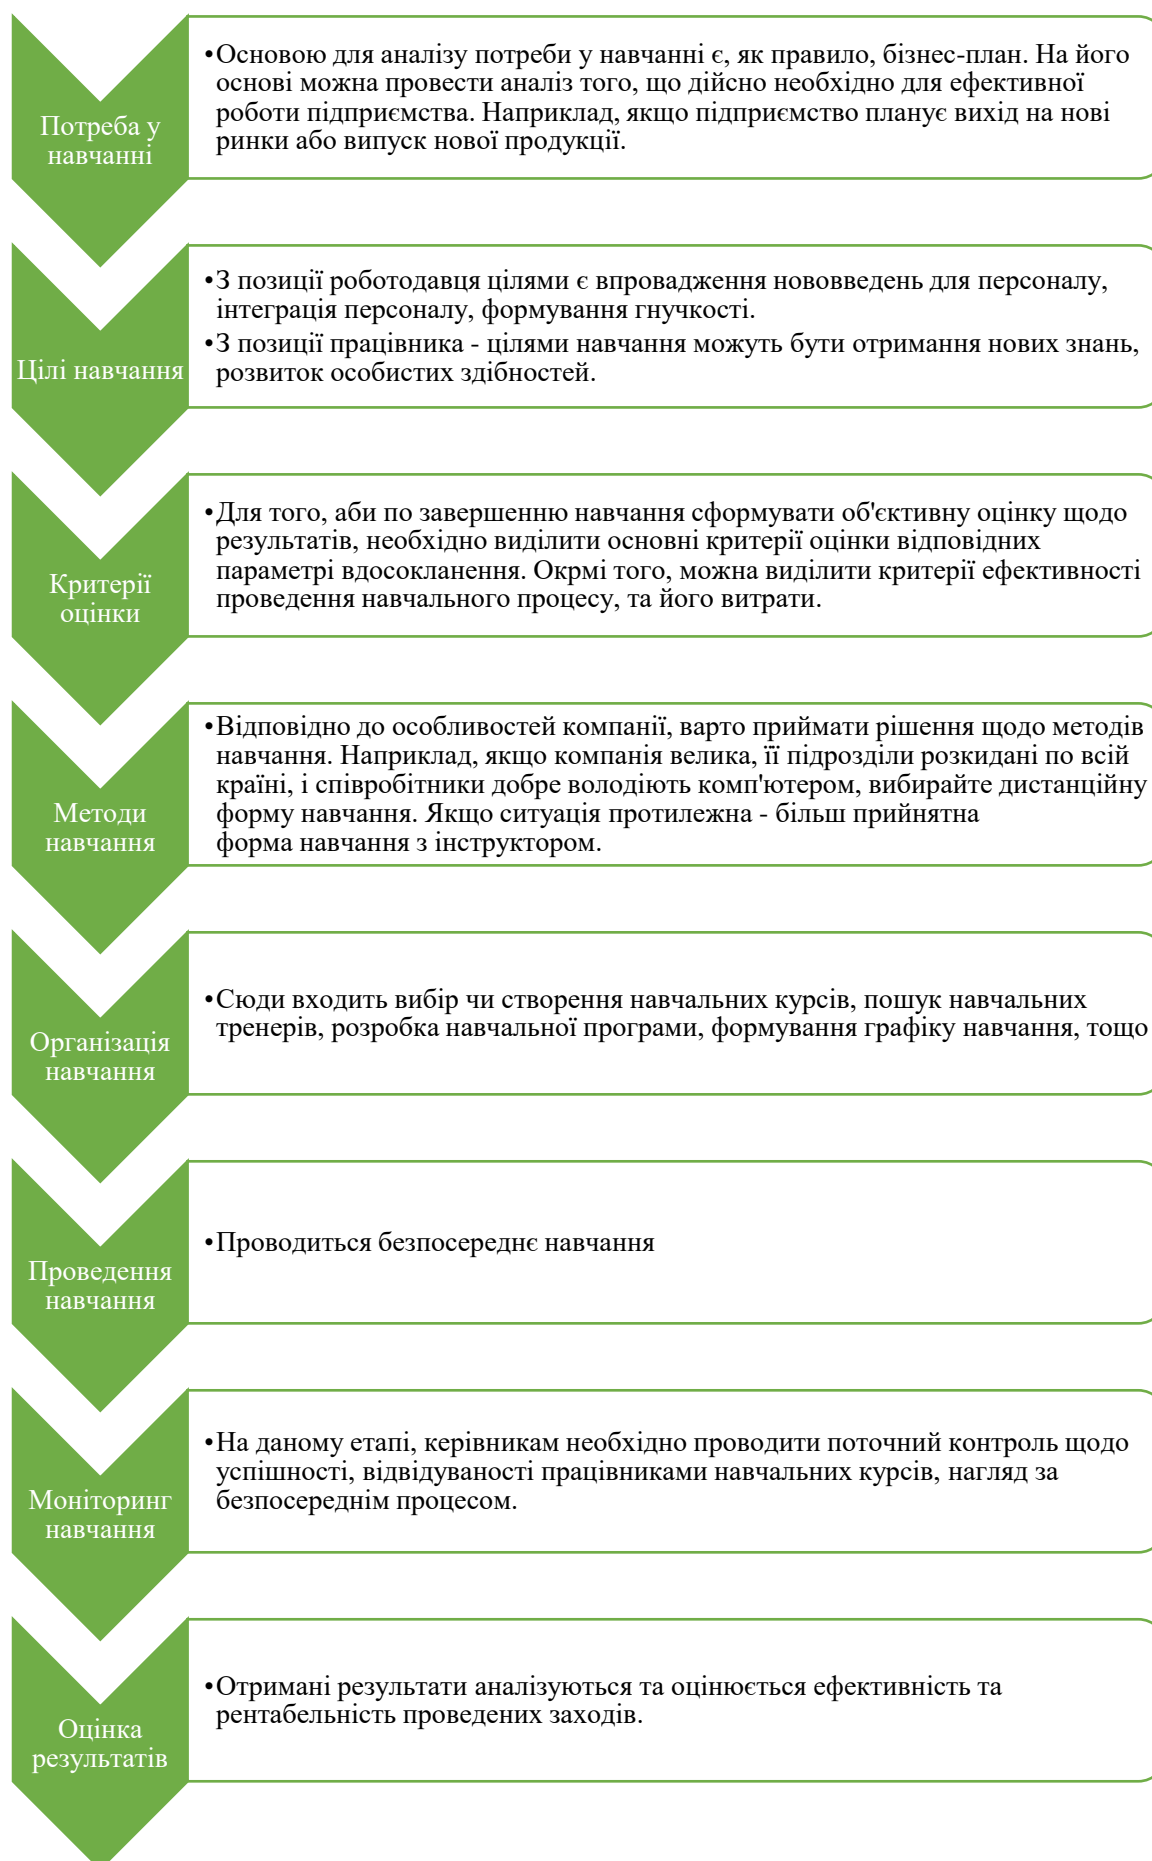 Потреба у
навчанні
•Основою для аналізу потреби у навчанні є, як правило, бізнес-план. На його
основі можна провести аналіз того, що дійсно необхідно для ефективної
роботи підприємства. Наприклад, якщо підприємство планує вихід на нові
ринки або випуск нової продукції.
Цілі навчання
•З позиції роботодавця цілями є впровадження нововведень для персоналу,
інтеграція персоналу, формування гнучкості.
•З позиції працівника - цілями навчання можуть бути отримання нових знань,
розвиток особистих здібностей.
Критерії
оцінки
•Для того, аби по завершенню навчання сформувати об'єктивну оцінку щодо
результатів, необхідно виділити основні критерії оцінки відповідних
параметрі вдосокланення. Окрмі того, можна виділити критерії ефективності
проведення навчального процесу, та його витрати.
Методи
навчання
•Відповідно до особливостей компанії, варто приймати рішення щодо методів
навчання. Наприклад, якщо компанія велика, її підрозділи розкидані по всій
країні, і співробітники добре володіють комп'ютером, вибирайте дистанційну
форму навчання. Якщо ситуація протилежна - більш прийнятна
форма навчання з інструктором.
Організація
навчання
•Сюди входить вибір чи створення навчальних курсів, пошук навчальних
тренерів, розробка навчальної програми, формування графіку навчання, тощо
Проведення
навчання
•Проводиться безпосереднє навчання
Моніторинг
навчання
•На даному етапі, керівникам необхідно проводити поточний контроль щодо
успішності, відвідуваності працівниками навчальних курсів, нагляд за
безпосереднім процесом.
Оцінка
результатів
•Отримані результати аналізуються та оцінюється ефективність та
рентабельність проведених заходів.